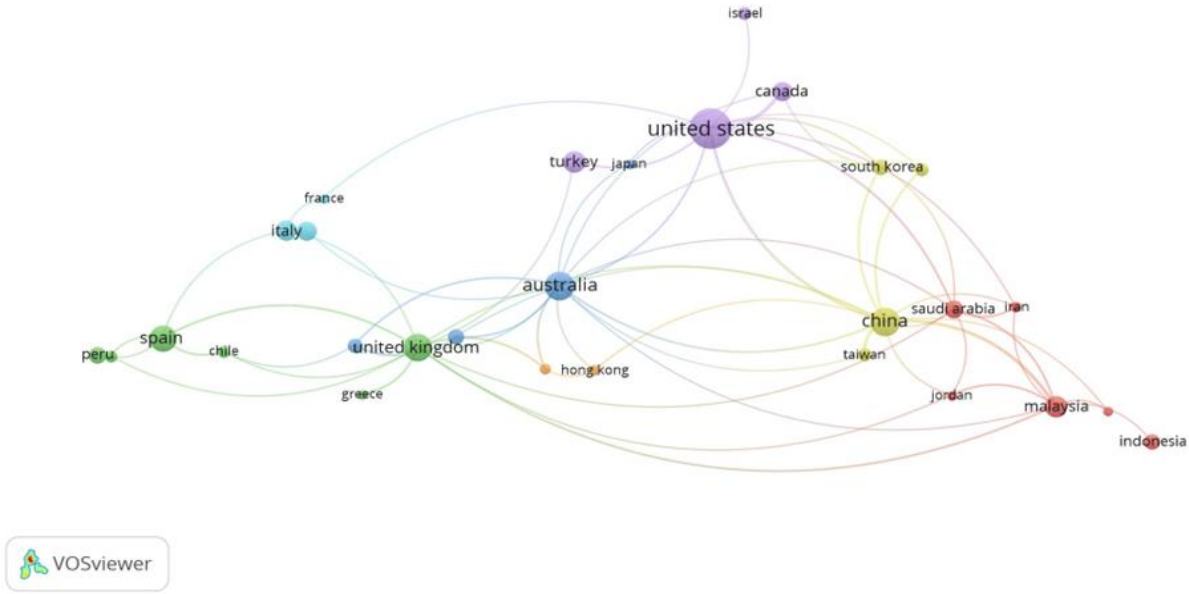 israel
canada
united states
turkey
japan
south korea
france
italy
australia
saudi arabia
iran
china
spain
peru
chile
united kingdom
taiwan
hong kong
greece
jordan
malaysia
indonesia
VOSviewer